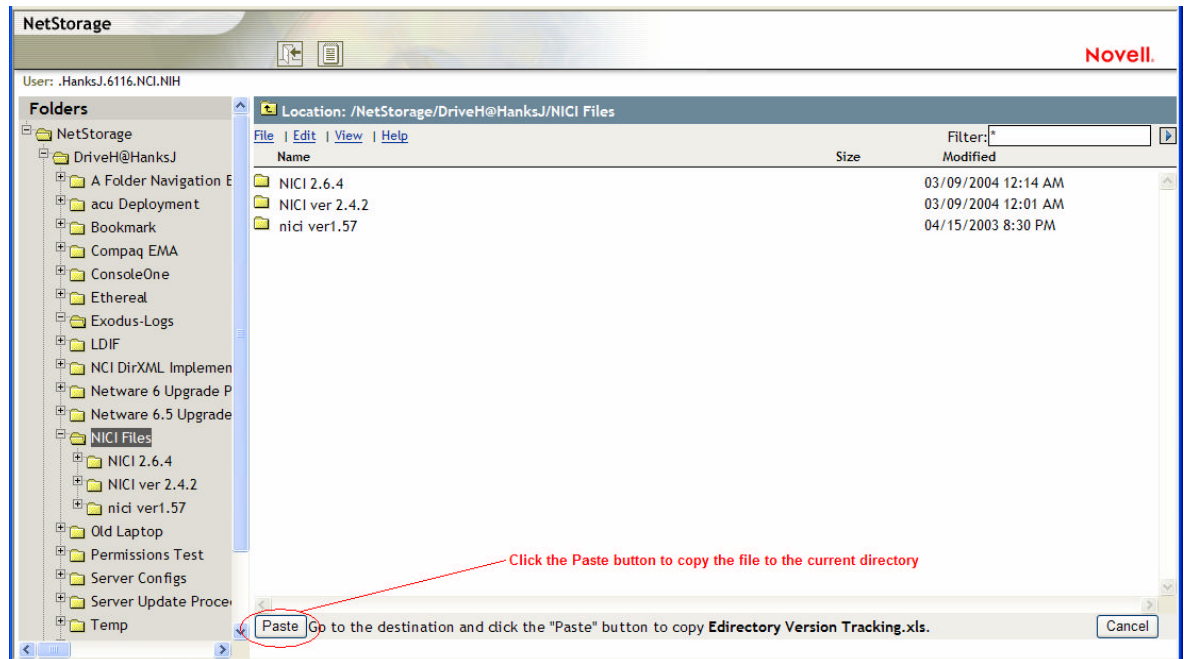 NetStorage
Novell.
User: .HanksJ.6116.NCI.NIH
Folders
NetStorage
DriveH@HanksJ
A Folder Navigation E
acu Deployment
Bookmark
Compaq EMA
ConsoleOne
Ethereal
Exodus-Logs
LDIF
NCI DirXML Implemen
Netware 6 Upgrade P
Netware 6.5 Upgrade
NICI Files
NICI 2.6.4
NICI ver 2.4.2
nici ver1.57
Old Laptop
Permissions Test
Server Configs
Server Update Proce
Temp
Location: /NetStorage/DriveH@HanksJ/NICI Files
File | Edit | View | Help Filter:*
Name Size Modified
NICI 2.6.4 03/09/2004 12:14 AM
NICI ver 2.4.2 03/09/2004 12:01 AM
nici ver1.57 04/15/2003 8:30 PM
Click the Paste button to copy the file to the current directory
Paste Go to the destination and click the "Paste" button to copy Edirectory Version Tracking.xls. Cancel